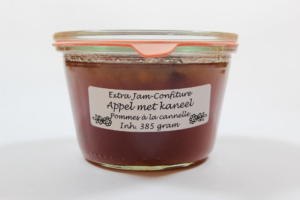 Extra Jam-Confiture
Appel met kaneel
Pommes à la cannelle
Inh. 385 gram